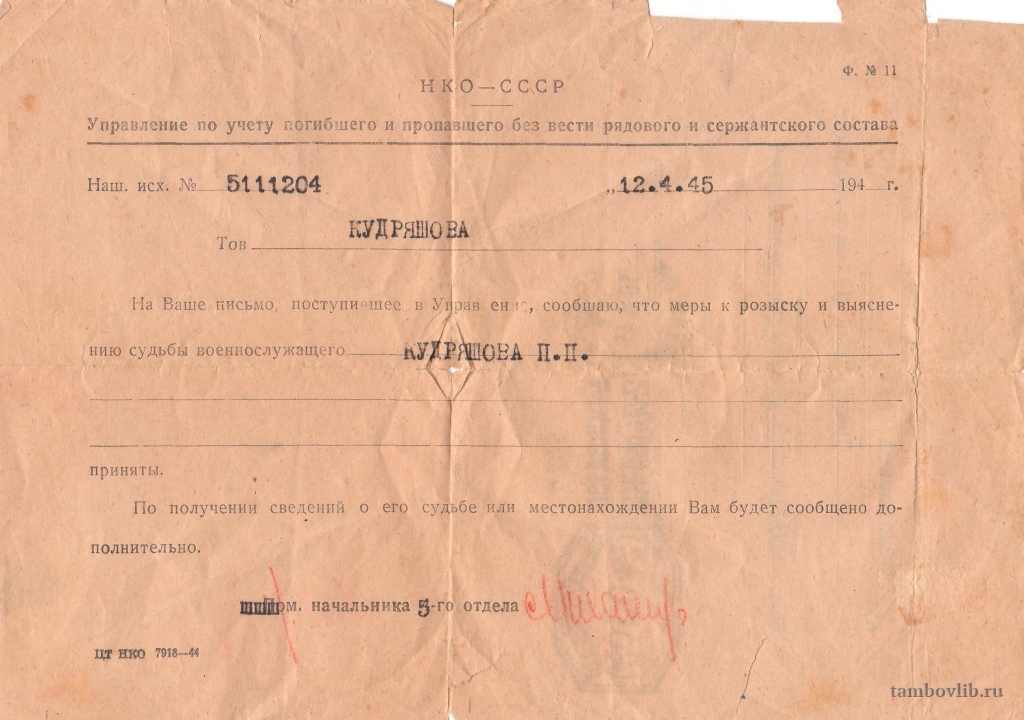 Ф. № 11
НКО—СССР
Управление по учету погибшего и пропавшего без вести рядового и сержантского состава
Наш. исх. № 5111204 „12.4.45 194 г.
Тов КУДРЯШОВА
На Ваше письмо, поступившее в Управ ение, сообщаю, что меры к розыску и выясне-
нию судьбы военнослужащего КУДРЯШОВА П.П.
приняты.
По получении сведений о его судьбе или местонахождении Вам будет сообщено до-
полнительно.
начальника 5-го отдела
ЦТ НКО 7918—44
tambovlib.ru